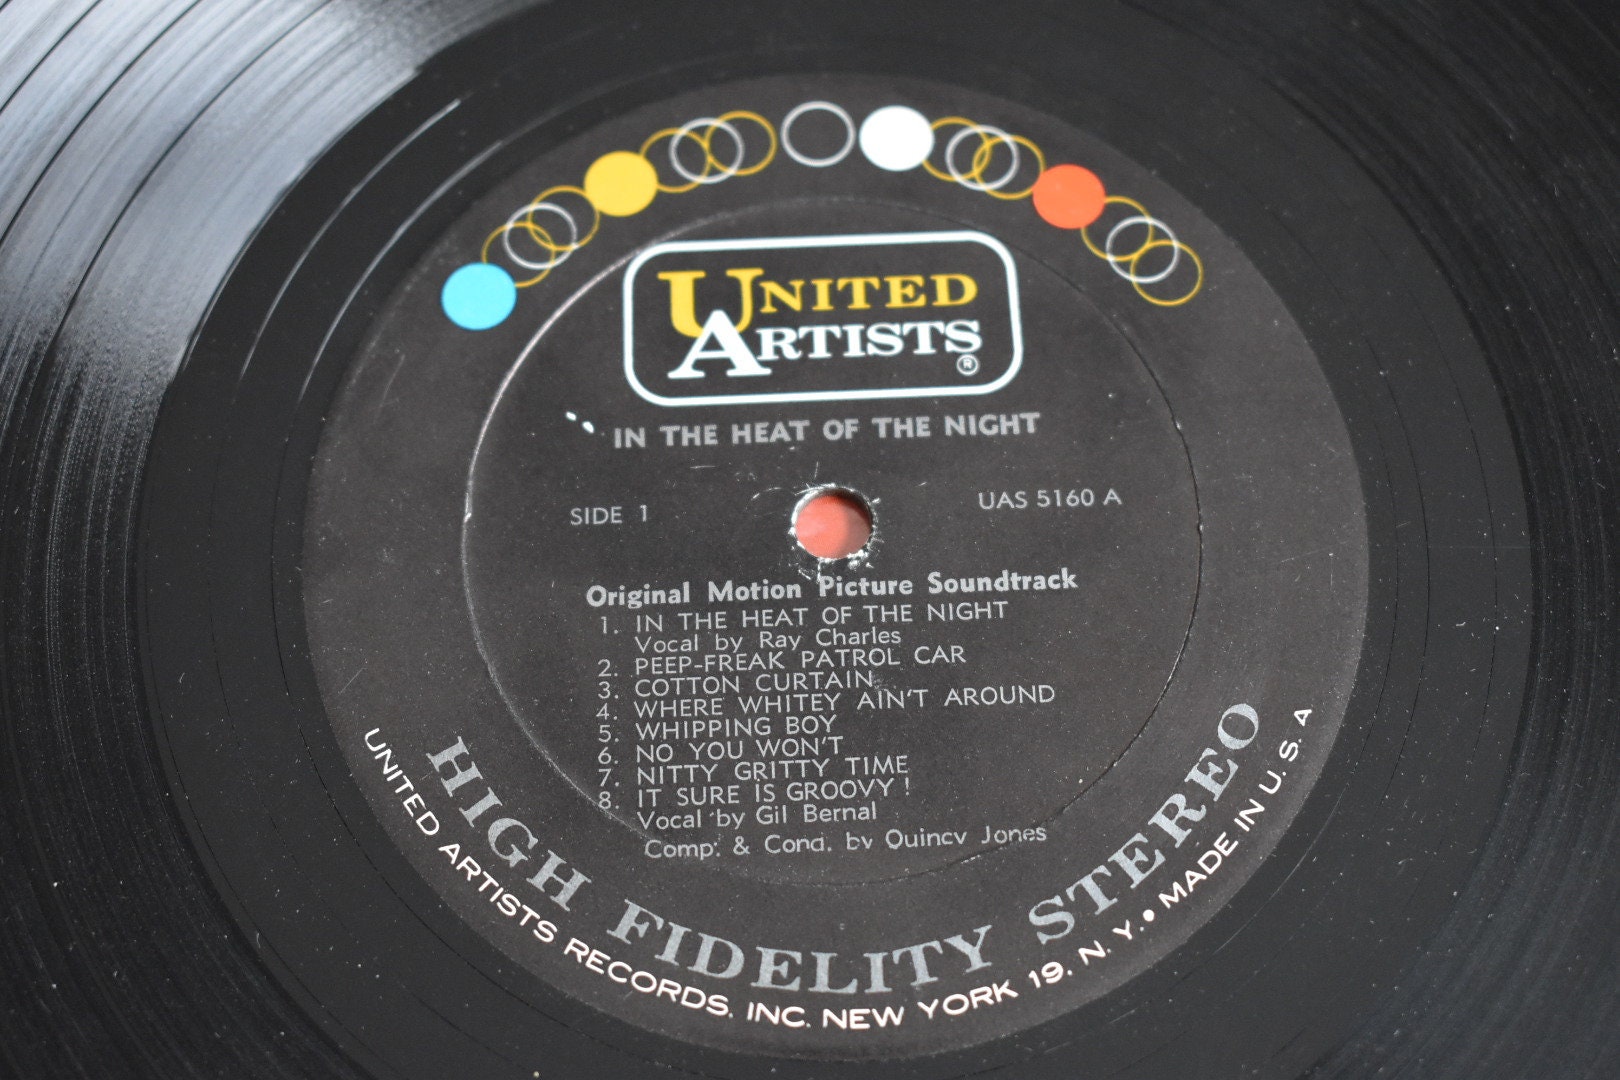 UNITED
ARTISTS ®
IN THE HEAT OF THE NIGHT
SIDE 1
UAS 5160 A
Original Motion Picture Soundtrack
1. IN THE HEAT OF THE NIGHT
Vocal by Ray Charles
2. PEEP-FREAK PATROL CAR
3. COTTON CURTAIN
4. WHERE WHITEY AIN'T AROUND
5. WHIPPING BOY
6. NO YOU WON'T
7. NITTY GRITTY TIME
8. IT SURE IS GROOVY!
Vocal by Gil Bernal
Comp. & Cond. by Quincy Jones
HIGH FIDELITY STEREO
UNITED ARTISTS RECORDS, INC. NEW YORK 19, N. Y. • MADE IN U. S. A